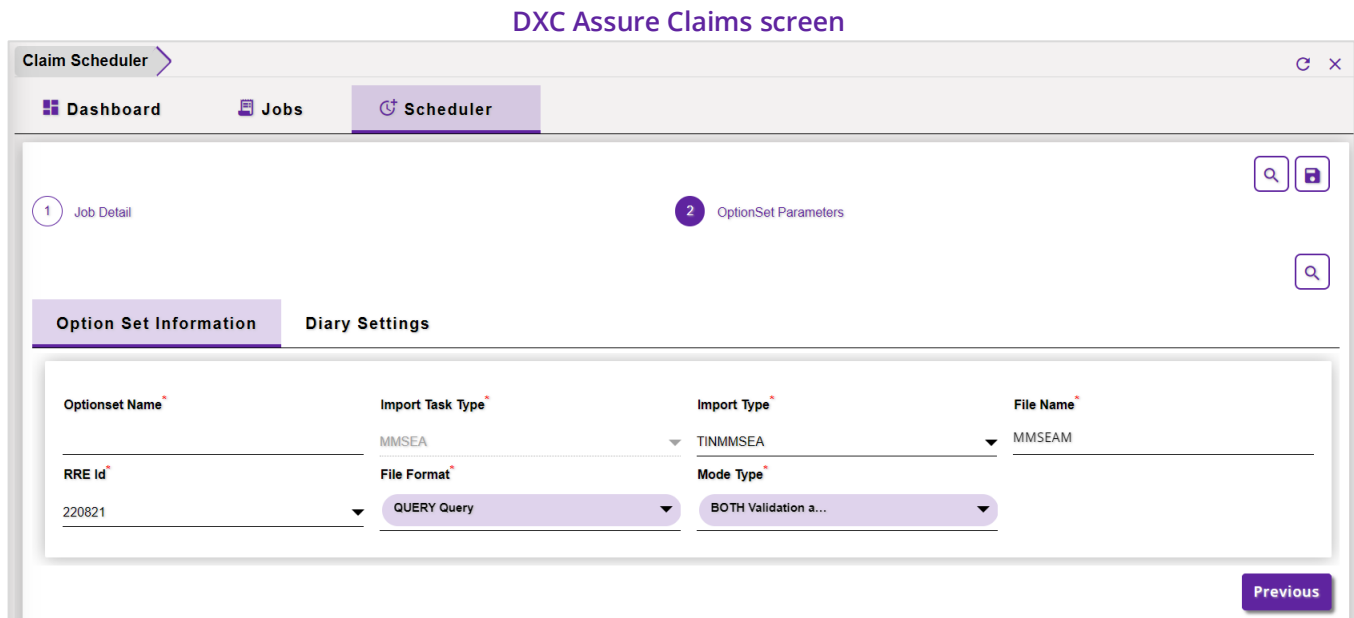 DXC Assure Claims screen
Claim Scheduler
Dashboard Jobs Scheduler
1 Job Detail 2 OptionSet Parameters
Option Set Information Diary Settings
Optionset Name* Import Task Type* Import Type* File Name*
MMSEA TINMMSEA MMSEAM
RRE Id* File Format* Mode Type*
220821 QUERY Query BOTH Validation a...
Previous